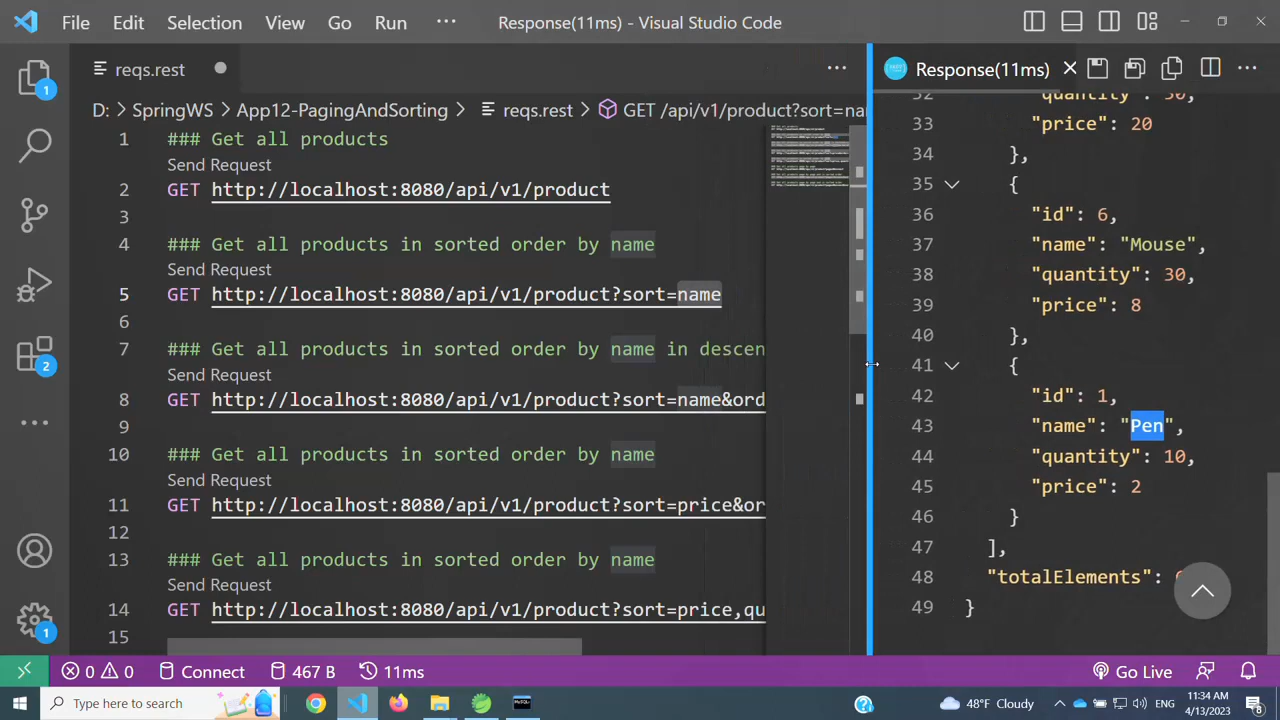 File Edit Selection View Go Run ··· Response(11ms) - Visual Studio Code
reqs.rest
D: > SpringWS > App12-PagingAndSorting > reqs.rest > GET /api/v1/product?sort=nam
1 ### Get all products
Send Request
2 GET http://localhost:8080/api/v1/product
3
4 ### Get all products in sorted order by name
Send Request
5 GET http://localhost:8080/api/v1/product?sort=name
6
7 ### Get all products in sorted order by name in descen
Send Request
8 GET http://localhost:8080/api/v1/product?sort=name&ord
9
10 ### Get all products in sorted order by name
Send Request
11 GET http://localhost:8080/api/v1/product?sort=price&or
12
13 ### Get all products in sorted order by name
Send Request
14 GET http://localhost:8080/api/v1/product?sort=price,qu
15
Response(11ms)
32 "quantity": 50,
33 "price": 20
34 },
35 {
36 "id": 6,
37 "name": "Mouse",
38 "quantity": 30,
39 "price": 8
40 },
41 {
42 "id": 1,
43 "name": "Pen",
44 "quantity": 10,
45 "price": 2
46 }
47 ],
48 "totalElements":
49 }
0 0 Connect 467 B 11ms Go Live
Type here to search 48°F Cloudy ENG 11:34 AM
4/13/2023 8